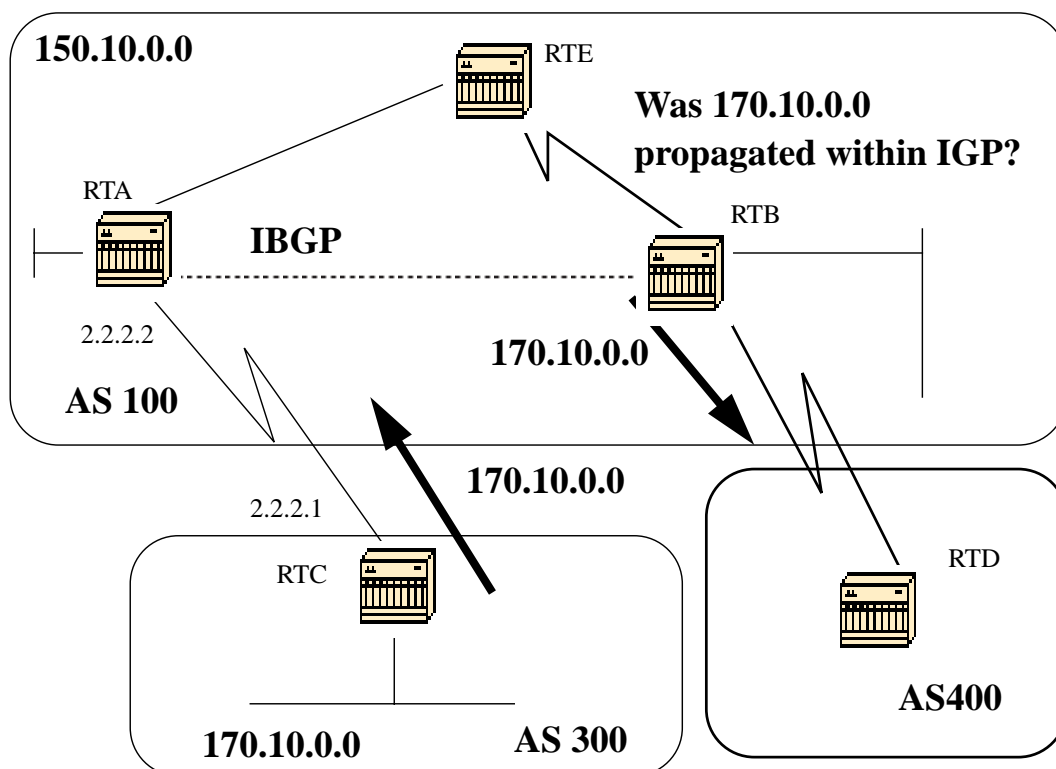 150.10.0.0
RTE
Was 170.10.0.0
propagated within IGP?
RTA
RTB
IBGP
2.2.2.2
170.10.0.0
AS 100
170.10.0.0
2.2.2.1
RTC
RTD
AS400
170.10.0.0
AS 300